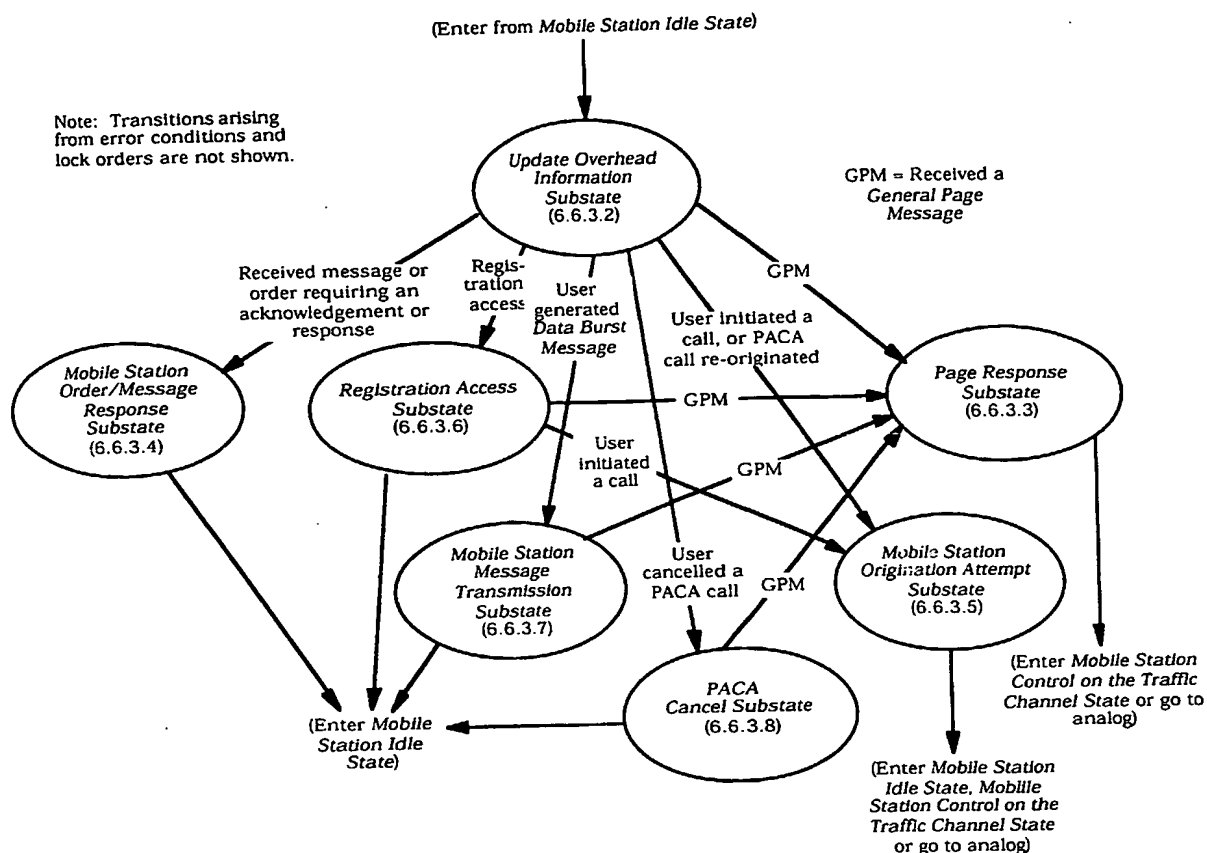 (Enter from Mobile Station Idle State)
Note: Transitions arising
from error conditions and
lock orders are not shown.
Update Overhead
Information
Substate
(6.6.3.2)
GPM = Received a
General Page
Message
Received message or
order requiring an
acknowledgement or
response
Regis-
tration
access
User
generated
Data Burst
Message
GPM
User initiated a
call, or PACA
call re-originated
Mobile Station
Order/Message
Response
Substate
(6.6.3.4)
Registration Access
Substate
(6.6.3.6)
GPM
Page Response
Substate
(6.6.3.3)
User
initiated
a call
GPM
Mobile Station
Message
Transmission
Substate
(6.6.3.7)
User
cancelled a
PACA call
GPM
Mobile Station
Origination Attempt
Substate
(6.6.3.5)
PACA
Cancel Substate
(6.6.3.8)
(Enter Mobile
Station Idle
State)
(Enter Mobile Station
Control on the Traffic
Channel State or go to
analog)
(Enter Mobile Station
Idle State, Mobille
Station Control on the
Traffic Channel State
or go to analog)